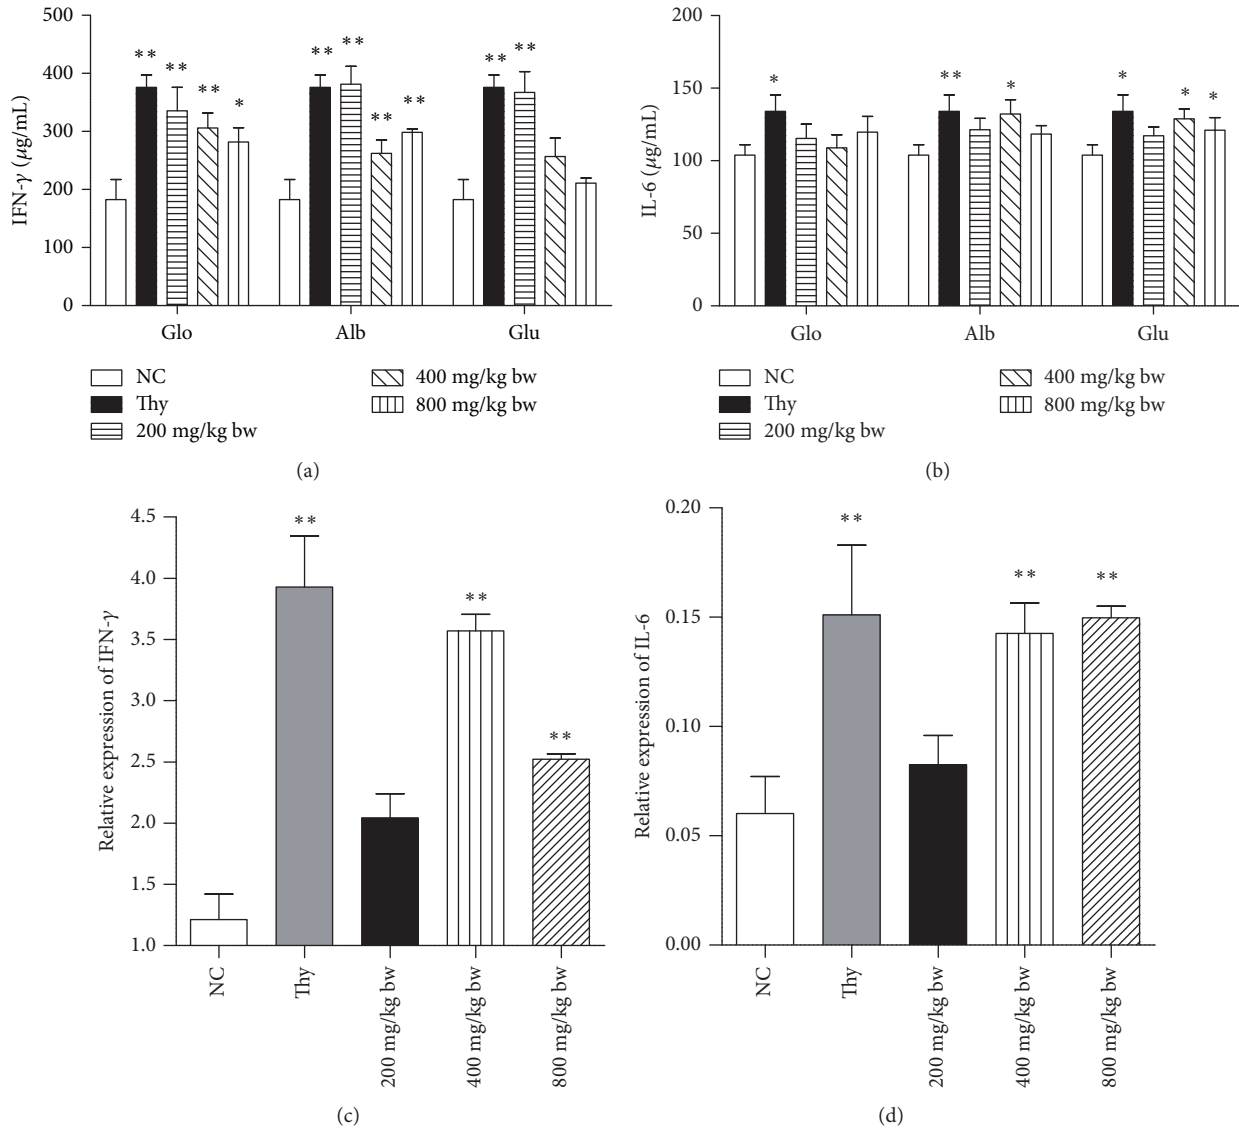 500
400
300
200
100
0
IFN-γ (μg/mL)
** ** ** *
** ** ** **
** **
Glo Alb Glu
NC
Thy
200 mg/kg bw
400 mg/kg bw
800 mg/kg bw
(a)
200
150
100
50
0
IL-6 (μg/mL)
*
** *
* * *
Glo Alb Glu
NC
Thy
200 mg/kg bw
400 mg/kg bw
800 mg/kg bw
(b)
4.5
4.0
3.5
3.0
2.5
2.0
1.5
1.0
Relative expression of IFN-γ
**
**
**
NC
Thy
200 mg/kg bw
400 mg/kg bw
800 mg/kg bw
(c)
0.20
0.15
0.10
0.05
0.00
Relative expression of IL-6
**
**
**
NC
Thy
200 mg/kg bw
400 mg/kg bw
800 mg/kg bw
(d)